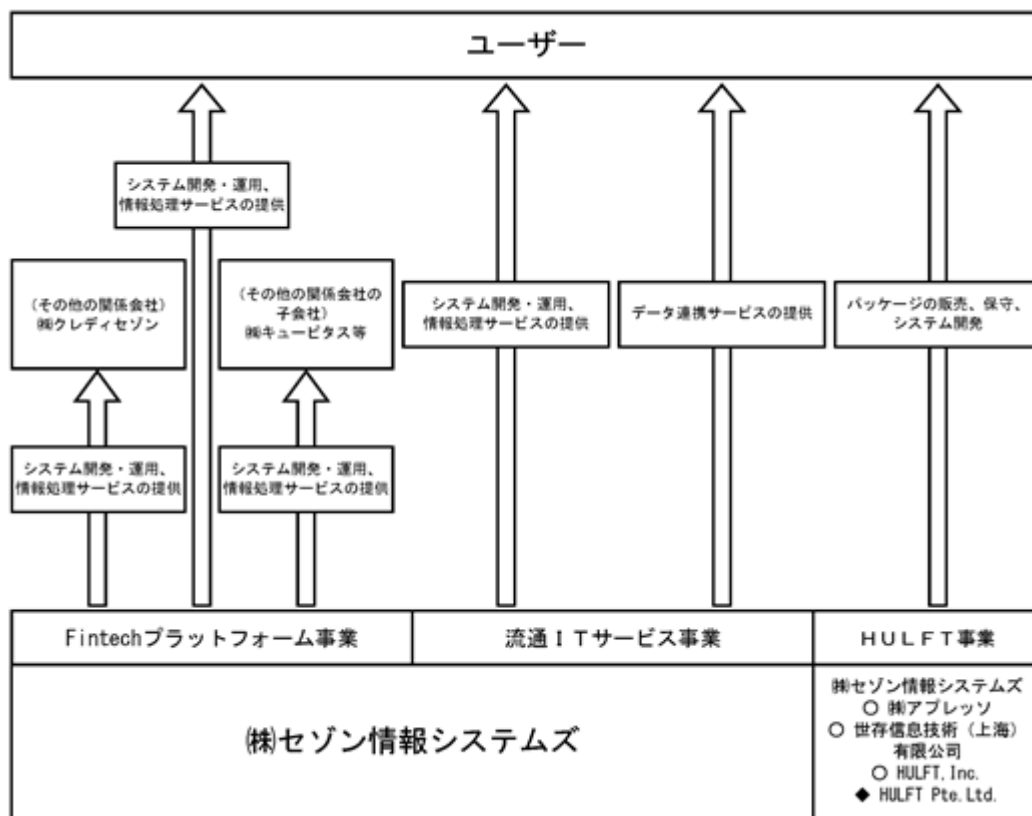 ユーザー
システム開発・運用、
情報処理サービスの提供
(その他の関係会社)
㈱クレディセゾン
(その他の関係会社の
子会社)
㈱キュービタス等
システム開発・運用、
情報処理サービスの提供
データ連携サービスの提供
パッケージの販売、保守、
システム開発
システム開発・運用、
情報処理サービスの提供
システム開発・運用、
情報処理サービスの提供
Fintechプラットフォーム事業
流通ITサービス事業
HULFT事業
㈱セゾン情報システムズ
㈱セゾン情報システムズ
○ ㈱アプレッソ
○ 世存信息技術(上海)
有限公司
○ HULFT,Inc.
◆ HULFT Pte.Ltd.